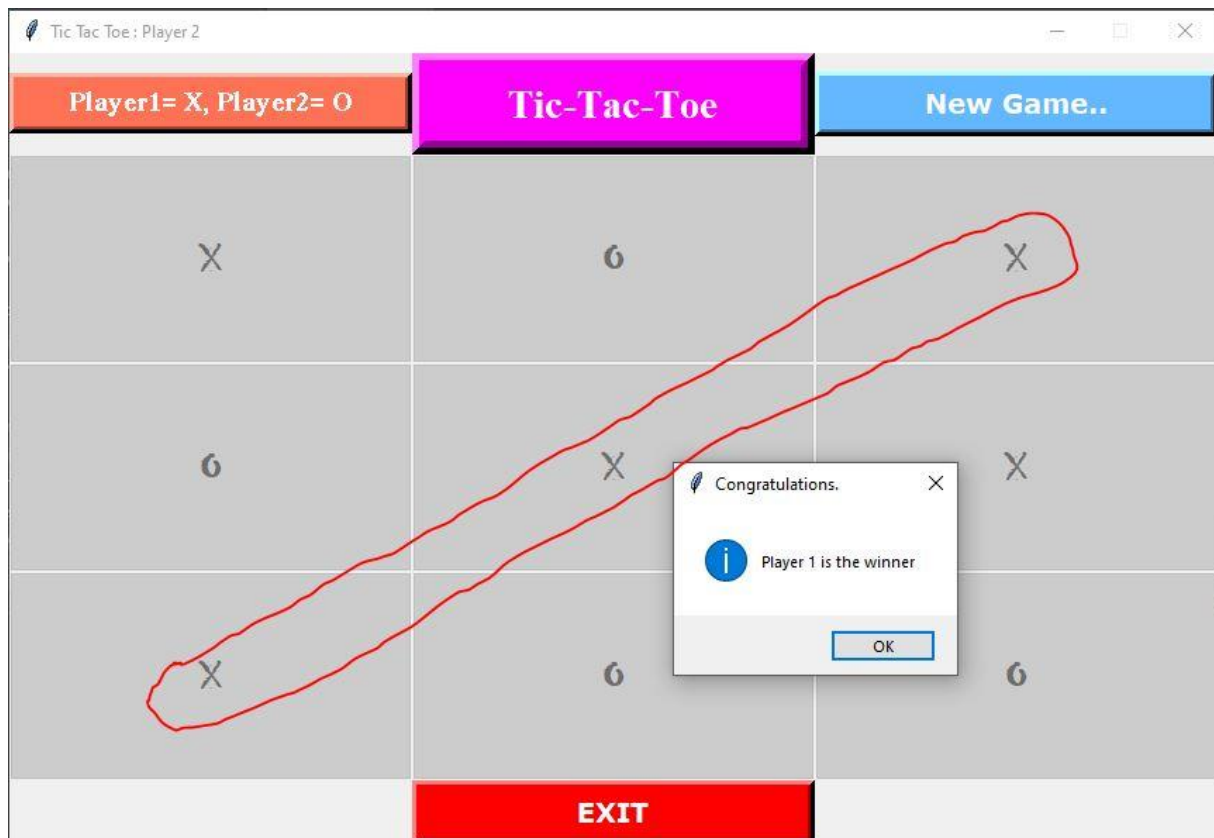 Tic Tac Toe : Player 2
Player1= X, Player2= O
Tic-Tac-Toe
New Game..
X O X
O X X
Congratulations.
Player 1 is the winner
OK
X O O
EXIT